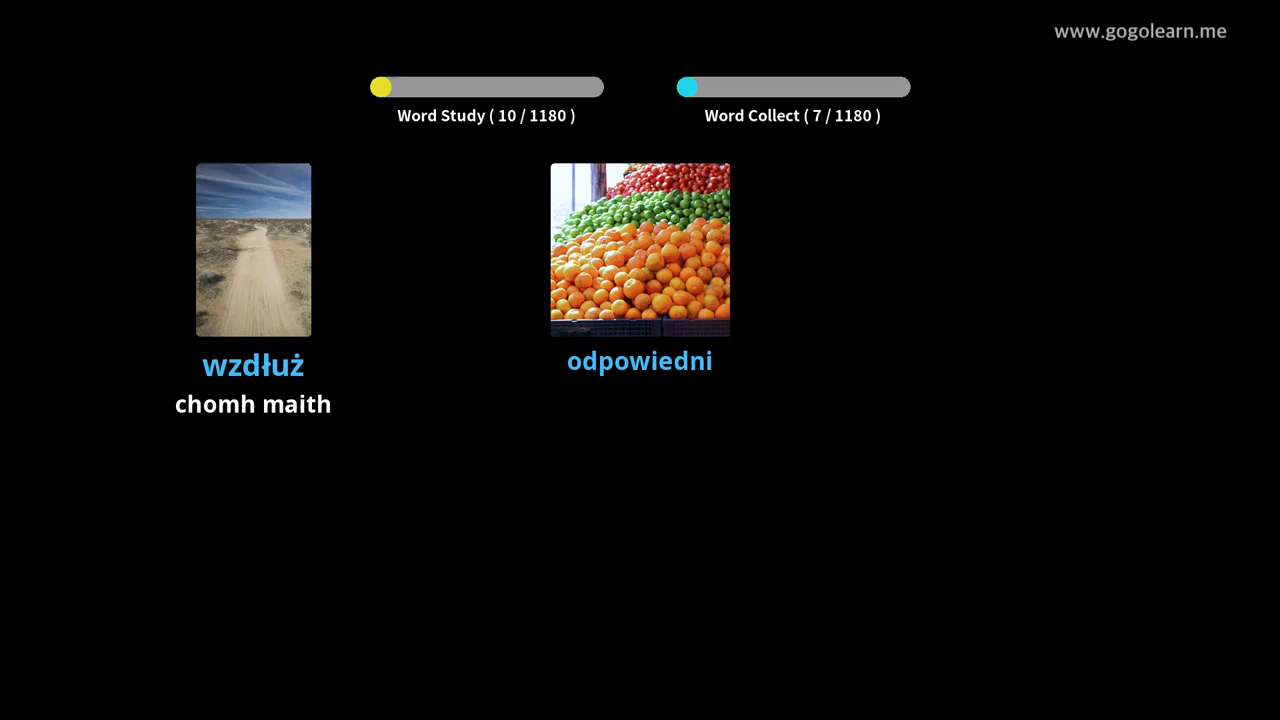 www.gogolearn.me
Word Study ( 10 / 1180 )
Word Collect ( 7 / 1180 )
wzdłuż
chomh maith
odpowiedni